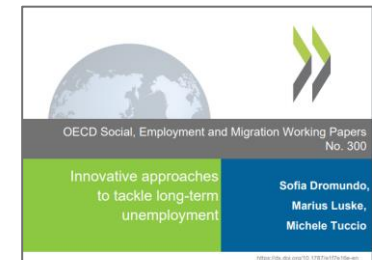 OECD Social, Employment and Migration Working Papers
No. 300
Innovative approaches
to tackle long-term
unemployment
Sofia Dromundo,
Marius Luske,
Michele Tuccio